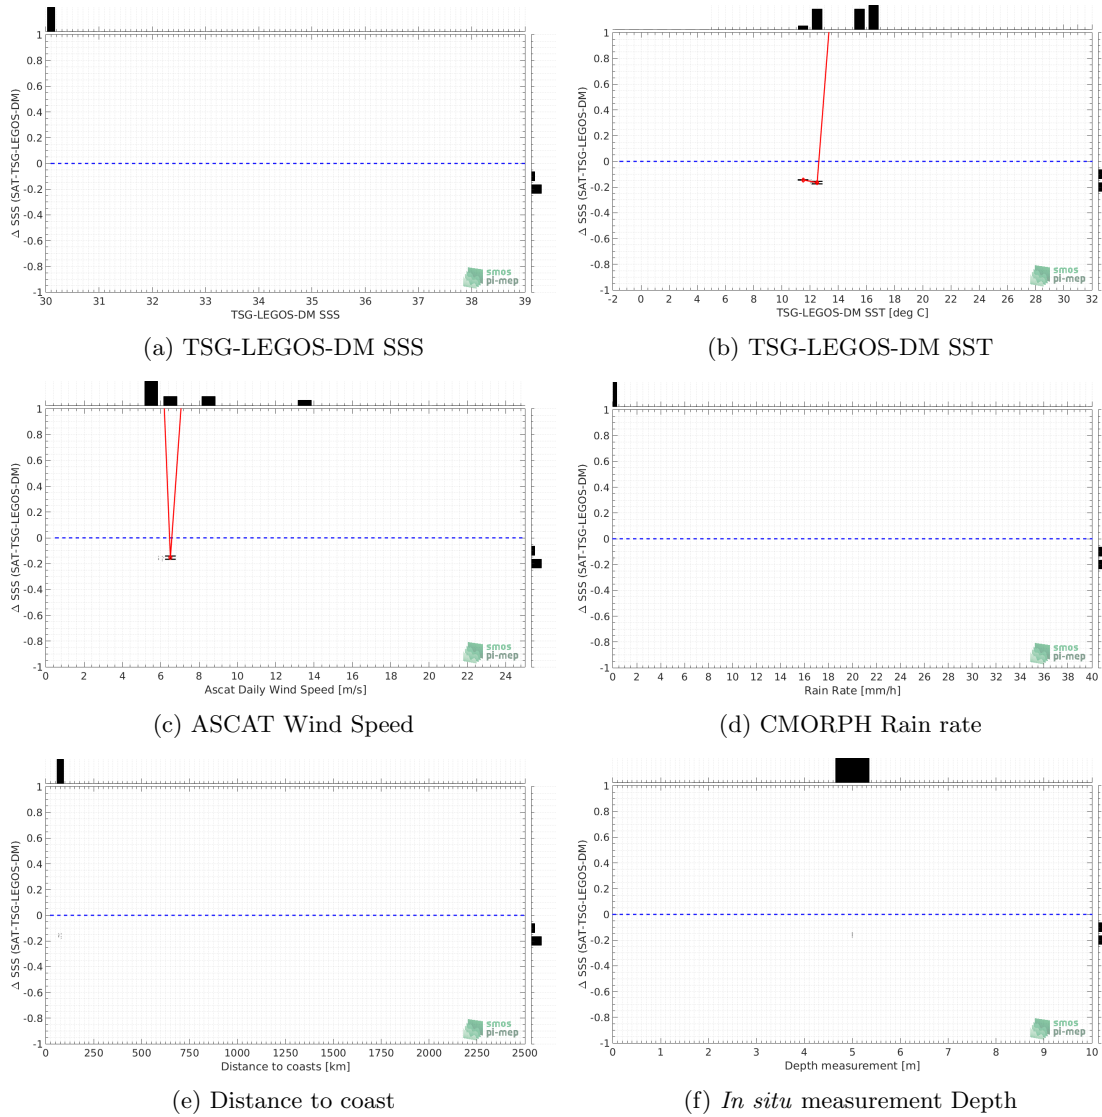 1
0.8
0.6
0.4
0.2
0
-0.2
-0.4
-0.6
-0.8
-1
Δ SSS (SAT-TSG-LEGOS-DM)
30 31 32 33 34 35 36 37 38 39
TSG-LEGOS-DM SSS
smos
pi-mep
(a) TSG-LEGOS-DM SSS
1
0.8
0.6
0.4
0.2
0
-0.2
-0.4
-0.6
-0.8
-1
Δ SSS (SAT-TSG-LEGOS-DM)
-2 0 2 4 6 8 10 12 14 16 18 20 22 24 26 28 30 32
TSG-LEGOS-DM SST [deg C]
smos
pi-mep
(b) TSG-LEGOS-DM SST
1
0.8
0.6
0.4
0.2
0
-0.2
-0.4
-0.6
-0.8
-1
Δ SSS (SAT-TSG-LEGOS-DM)
0 2 4 6 8 10 12 14 16 18 20 22 24
Ascat Daily Wind Speed [m/s]
smos
pi-mep
(c) ASCAT Wind Speed
1
0.8
0.6
0.4
0.2
0
-0.2
-0.4
-0.6
-0.8
-1
Δ SSS (SAT-TSG-LEGOS-DM)
0 2 4 6 8 10 12 14 16 18 20 22 24 26 28 30 32 34 36 38 40
Rain Rate [mm/h]
smos
pi-mep
(d) CMORPH Rain rate
1
0.8
0.6
0.4
0.2
0
-0.2
-0.4
-0.6
-0.8
-1
Δ SSS (SAT-TSG-LEGOS-DM)
0 250 500 750 1000 1250 1500 1750 2000 2250 2500
Distance to coasts [km]
smos
pi-mep
(e) Distance to coast
1
0.8
0.6
0.4
0.2
0
-0.2
-0.4
-0.6
-0.8
-1
Δ SSS (SAT-TSG-LEGOS-DM)
0 1 2 3 4 5 6 7 8 9 10
Depth measurement [m]
smos
pi-mep
(f) In situ measurement Depth